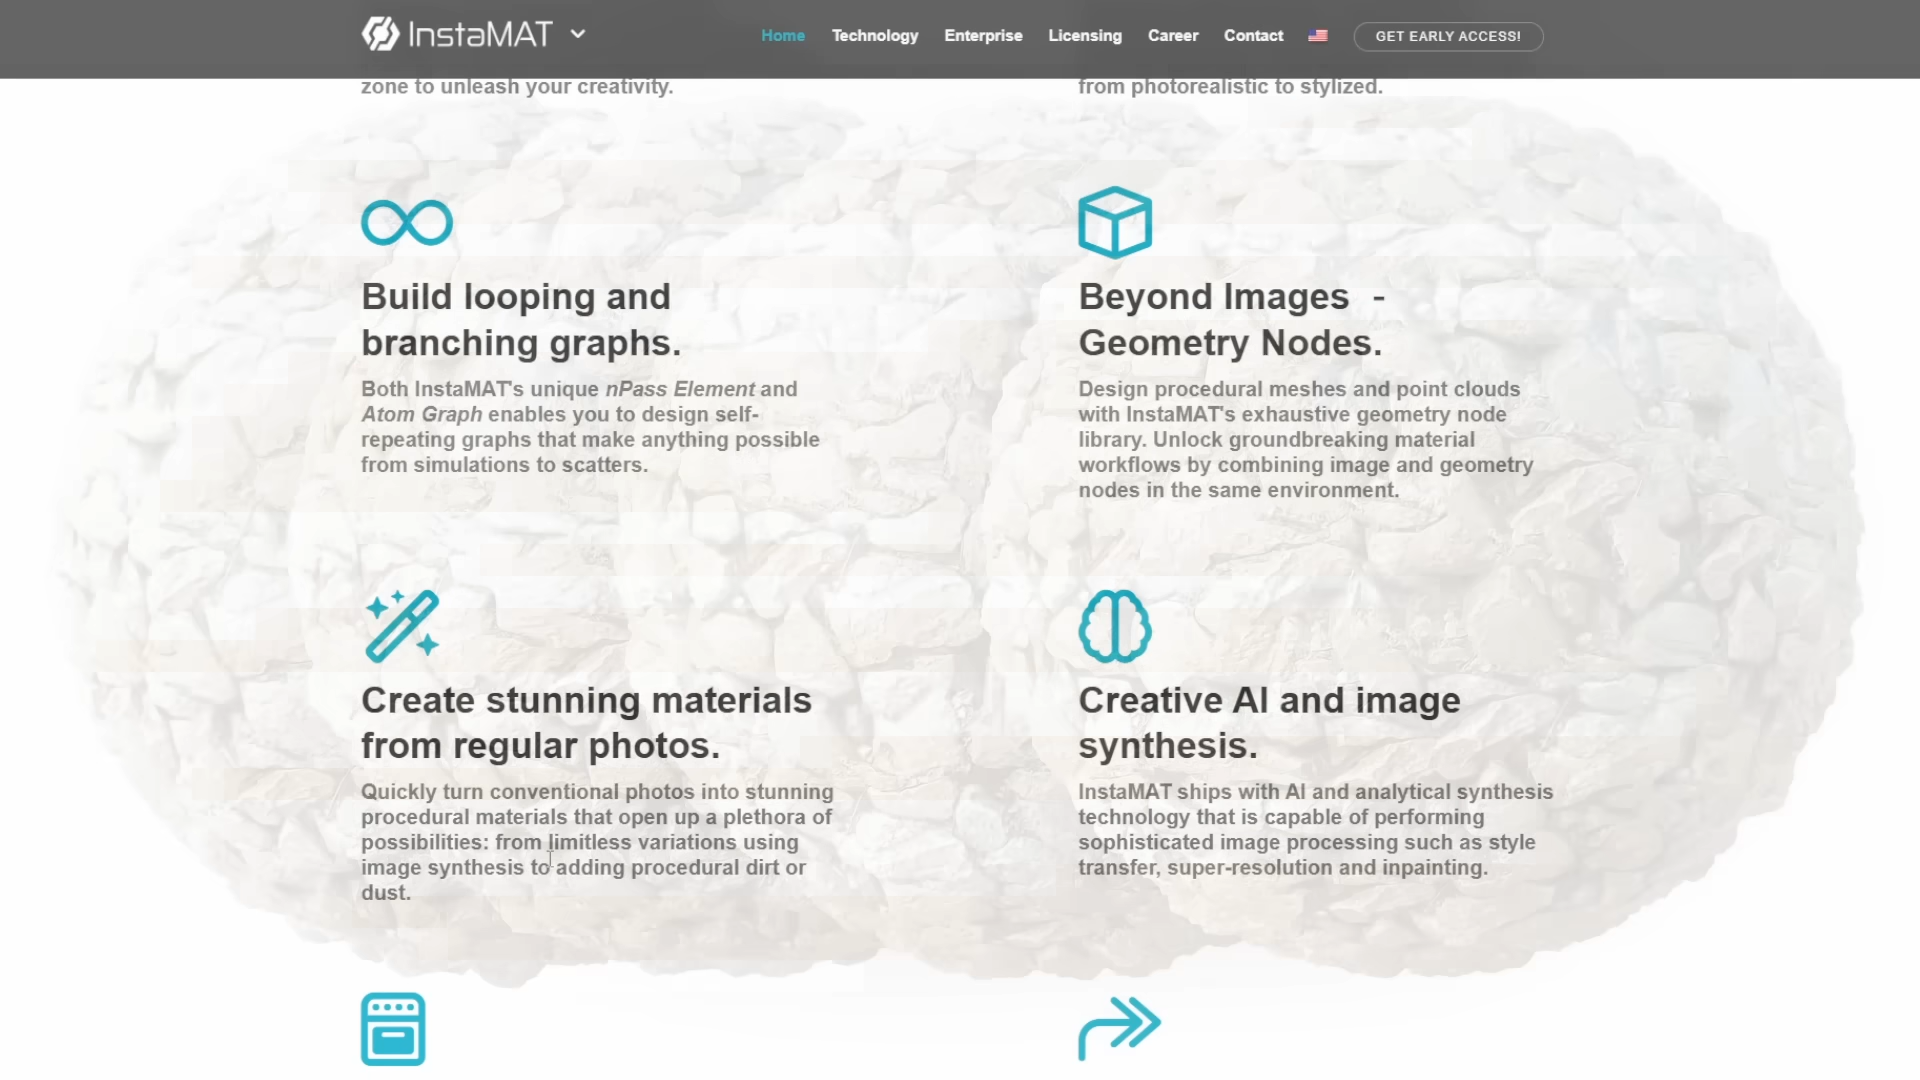 InstaMAT
Home Technology Enterprise Licensing Career Contact GET EARLY ACCESS!
zone to unleash your creativity.
from photorealistic to stylized.
Build looping and
branching graphs.
Both InstaMAT's unique nPass Element and
Atom Graph enables you to design self-
repeating graphs that make anything possible
from simulations to scatters.
Beyond Images -
Geometry Nodes.
Design procedural meshes and point clouds
with InstaMAT's exhaustive geometry node
library. Unlock groundbreaking material
workflows by combining image and geometry
nodes in the same environment.
Create stunning materials
from regular photos.
Quickly turn conventional photos into stunning
procedural materials that open up a plethora of
possibilities: from limitless variations using
image synthesis to adding procedural dirt or
dust.
Creative AI and image
synthesis.
InstaMAT ships with AI and analytical synthesis
technology that is capable of performing
sophisticated image processing such as style
transfer, super-resolution and inpainting.